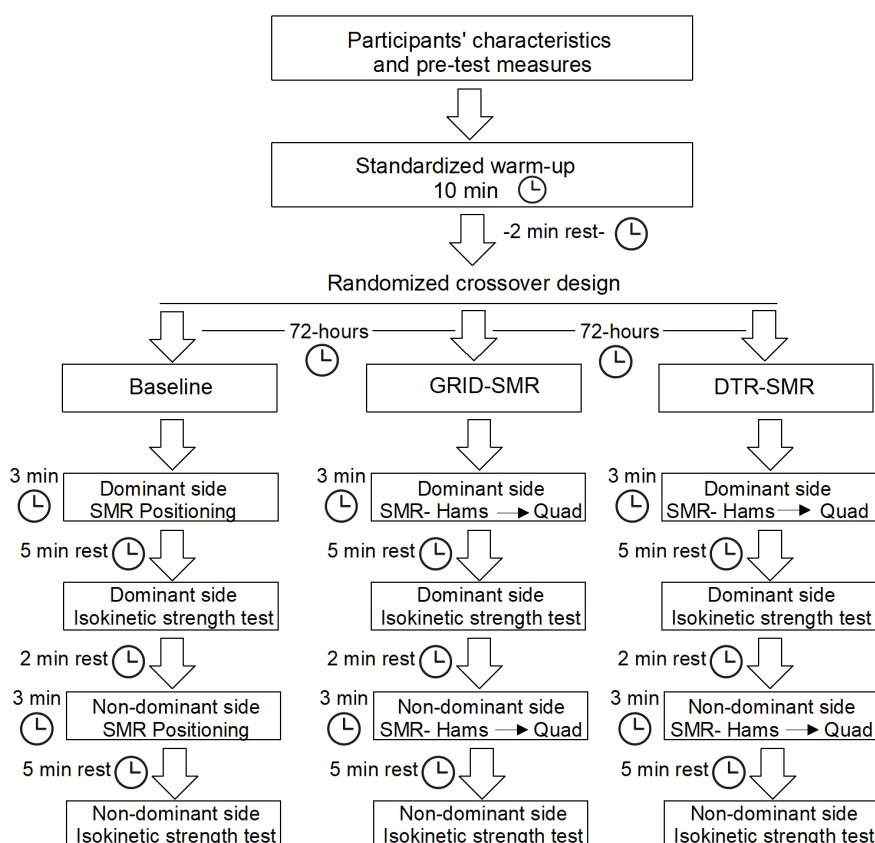 Participants' characteristics
and pre-test measures
Standardized warm-up
10 min
-2 min rest-
Randomized crossover design
72-hours
72-hours
Baseline
GRID-SMR
DTR-SMR
3 min
Dominant side
SMR Positioning
3 min
Dominant side
SMR- Hams Quad
3 min
Dominant side
SMR- Hams Quad
5 min rest
5 min rest
5 min rest
Dominant side
Isokinetic strength test
Dominant side
Isokinetic strength test
Dominant side
Isokinetic strength test
2 min rest
2 min rest
2 min rest
3 min
Non-dominant side
SMR Positioning
3 min
Non-dominant side
SMR- Hams Quad
3 min
Non-dominant side
SMR- Hams Quad
5 min rest
5 min rest
5 min rest
Non-dominant side
Isokinetic strength test
Non-dominant side
Isokinetic strength test
Non-dominant side
Isokinetic strength test